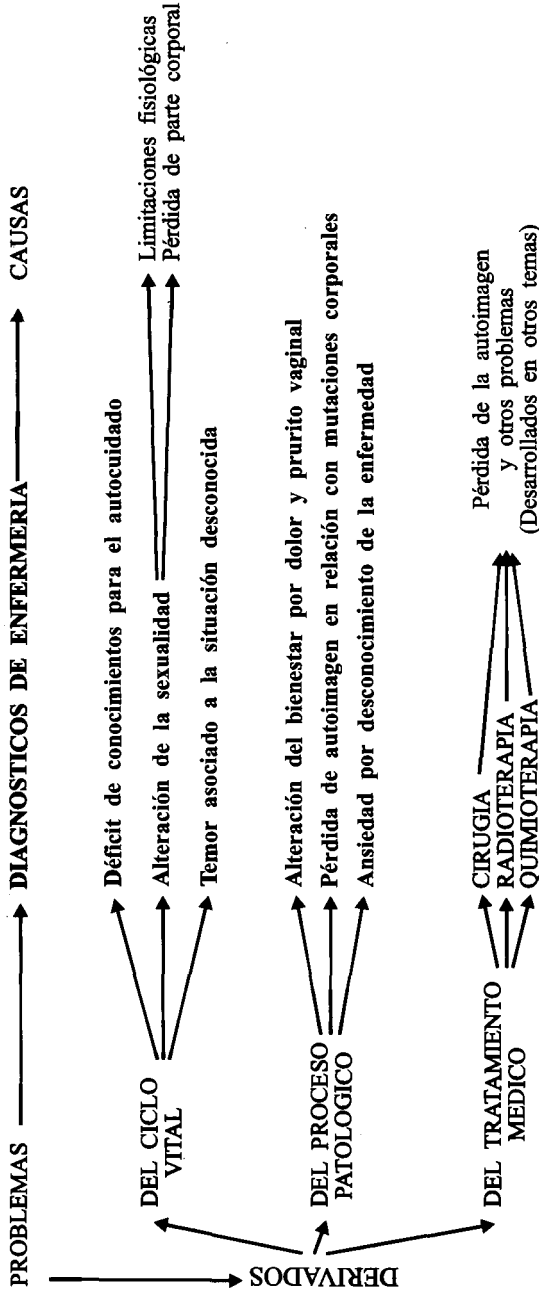 PROBLEMAS DIAGNOSTICOS DE ENFERMERIA CAUSAS
DERIVADOS
DEL CICLO
VITAL
Déficit de conocimientos para el autocuidado
Alteración de la sexualidad
Limitaciones fisiológicas
Pérdida de parte corporal
Temor asociado a la situación desconocida
DEL PROCESO
PATOLOGICO
Alteración del bienestar por dolor y prurito vaginal
Pérdida de autoimagen en relación con mutaciones corporales
Ansiedad por desconocimiento de la enfermedad
DEL TRATAMIENTO
MEDICO
CIRUGIA
RADIOTERAPIA
QUIMIOTERAPIA
Pérdida de la autoimagen
y otros problemas
(Desarrollados en otros temas)